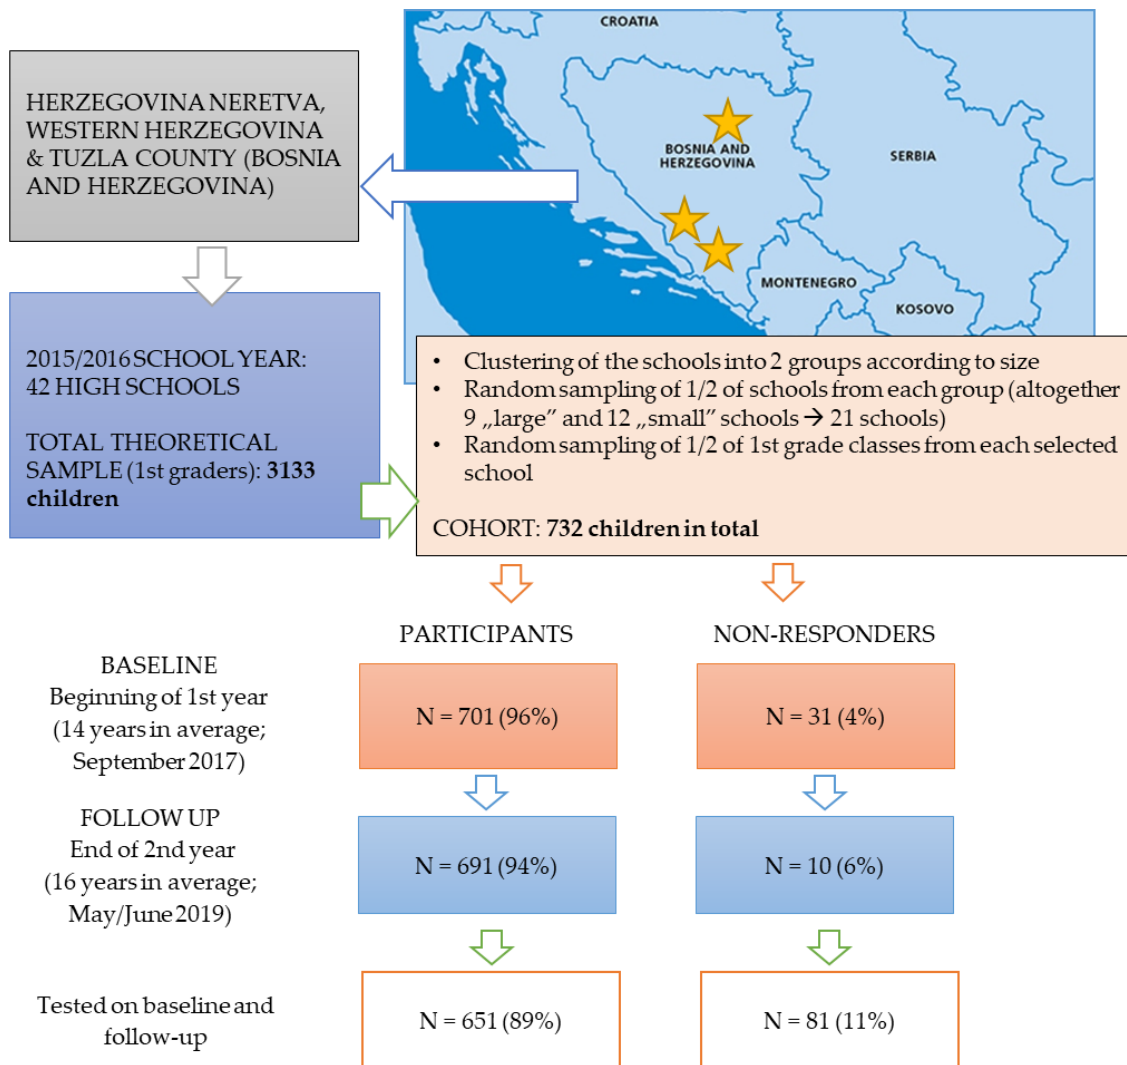 CROATIA
BOSNIA AND
HERZEGOVINA
SERBIA
MONTENEGRO
KOSOVO
HERZEGOVINA NERETVA,
WESTERN HERZEGOVINA
& TUZLA COUNTY (BOSNIA
AND HERZEGOVINA)
2015/2016 SCHOOL YEAR:
42 HIGH SCHOOLS
TOTAL THEORETICAL
SAMPLE (1st graders): 3133
children
• Clustering of the schools into 2 groups according to size
• Random sampling of 1/2 of schools from each group (altogether
9 „large” and 12 „small” schools → 21 schools)
• Random sampling of 1/2 of 1st grade classes from each selected
school
COHORT: 732 children in total
PARTICIPANTS
NON-RESPONDERS
BASELINE
Beginning of 1st year
(14 years in average;
September 2017)
N = 701 (96%)
N = 31 (4%)
FOLLOW UP
End of 2nd year
(16 years in average;
May/June 2019)
N = 691 (94%)
N = 10 (6%)
Tested on baseline and
follow-up
N = 651 (89%)
N = 81 (11%)